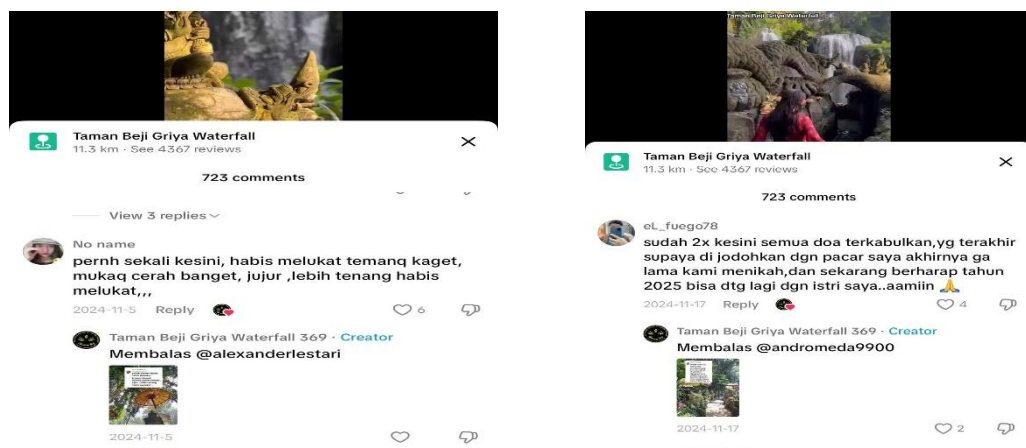 Taman Beji Griya Waterfall
11.3 km · See 4367 reviews
723 comments
View 3 replies
No name
pernh sekali kesini, habis melukat temanq kaget,
mukaq cerah banget, jujur ,lebih tenang habis
melukat,,,
2024-11-5 Reply
6
Taman Beji Griya Waterfall 369 · Creator
Membalas @alexanderlestari
2024-11-5
Taman Beji Griya Waterfall
Taman Beji Griya Waterfall
11.3 km · See 4367 reviews
723 comments
eL_fuego78
sudah 2x kesini semua doa terkabulkan,yg terakhir
supaya di jodohkan dgn pacar saya akhirnya ga
lama kami menikah,dan sekarang berharap tahun
2025 bisa dtg lagi dgn istri saya..aamiin 🙏
2024-11-17 Reply
4
Taman Beji Griya Waterfall 369 · Creator
Membalas @andromeda9900
2024-11-17
2